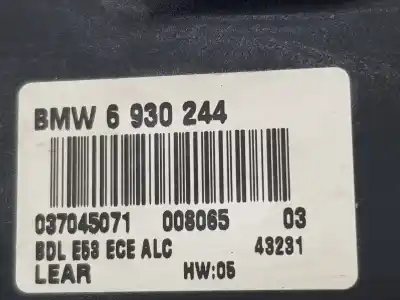 BMW 6 930 244
037045071 008065 03
BDL E53 ECE ALC 43231
LEAR HW:05